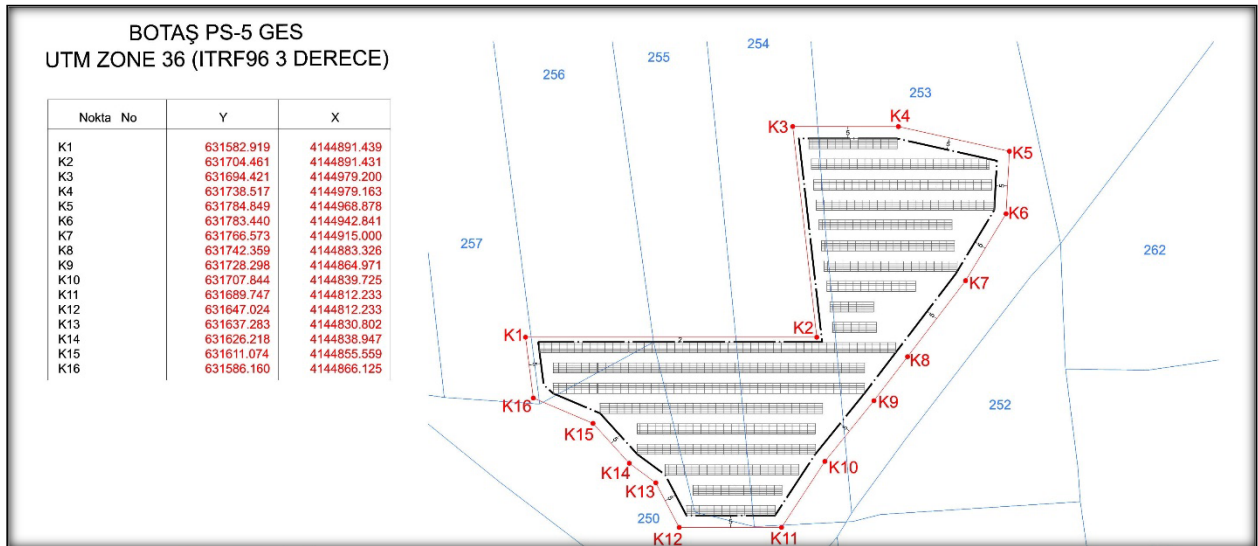 BOTAŞ PS-5 GES
UTM ZONE 36 (ITRF96 3 DERECE)
Nokta No Y X
K1 631582.919 4144891.439
K2 631704.461 4144891.431
K3 631694.421 4144979.200
K4 631738.517 4144979.163
K5 631784.849 4144968.878
K6 631783.440 4144942.841
K7 631766.573 4144915.000
K8 631742.359 4144883.326
K9 631728.298 4144864.971
K10 631707.844 4144839.725
K11 631689.747 4144812.233
K12 631647.024 4144812.233
K13 631637.283 4144830.802
K14 631626.218 4144838.947
K15 631611.074 4144855.559
K16 631586.160 4144866.125
254
255
256
253
K3
K4
5
K5
5
K6
257
262
K7
K1
K2
K8
K16
K9
252
K15
K14
K10
K13
250
K12
K11